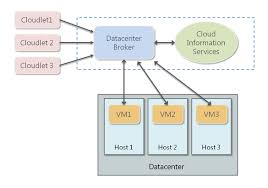 Cloudlet1
Cloudlet 2
Cloudlet 3
Datacenter
Broker
Cloud
Information
Services
VM1
VM2
VM3
Host 1
Host 2
Host 3
Datacenter